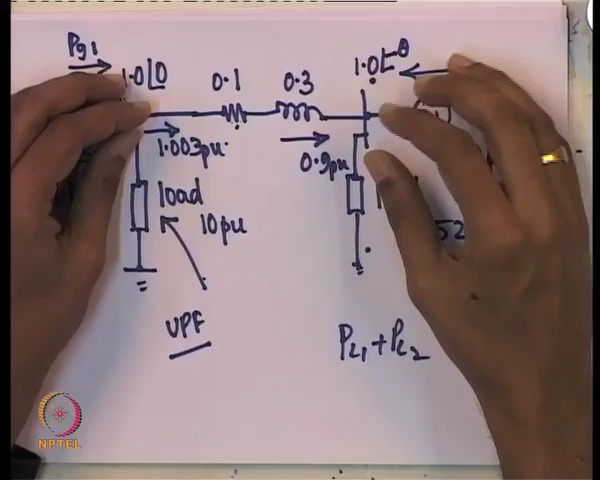 Pg1
1.0∠0
0.1
0.3
1.0∠-θ
1.003pu
0.9pu
load
10pu
52
UPF
PL1 + PL2
NPTEL